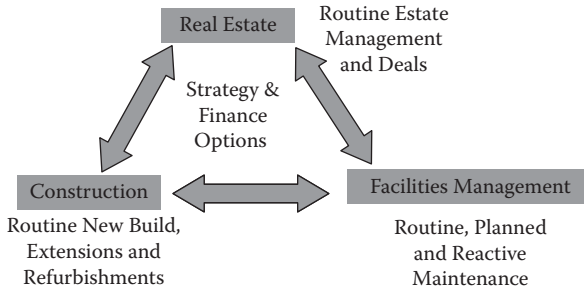 Real Estate
Routine Estate
Management
and Deals
Strategy &
Finance
Options
Construction
Routine New Build,
Extensions and
Refurbishments
Facilities Management
Routine, Planned
and Reactive
Maintenance